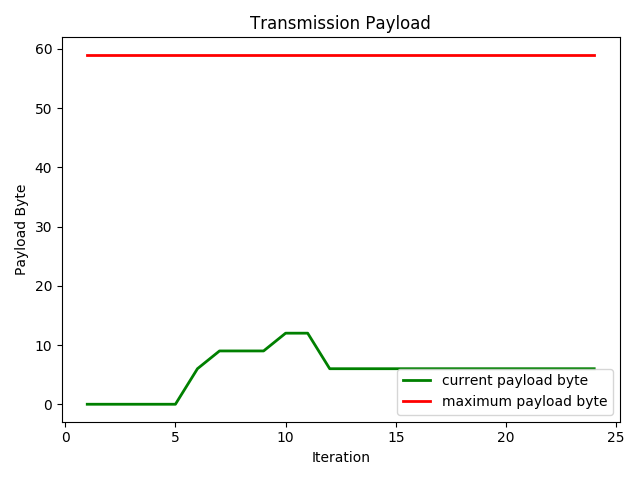 Transmission Payload
60
50
40
30
20
10
0
Payload Byte
current payload byte
maximum payload byte
0 5 10 15 20 25
Iteration